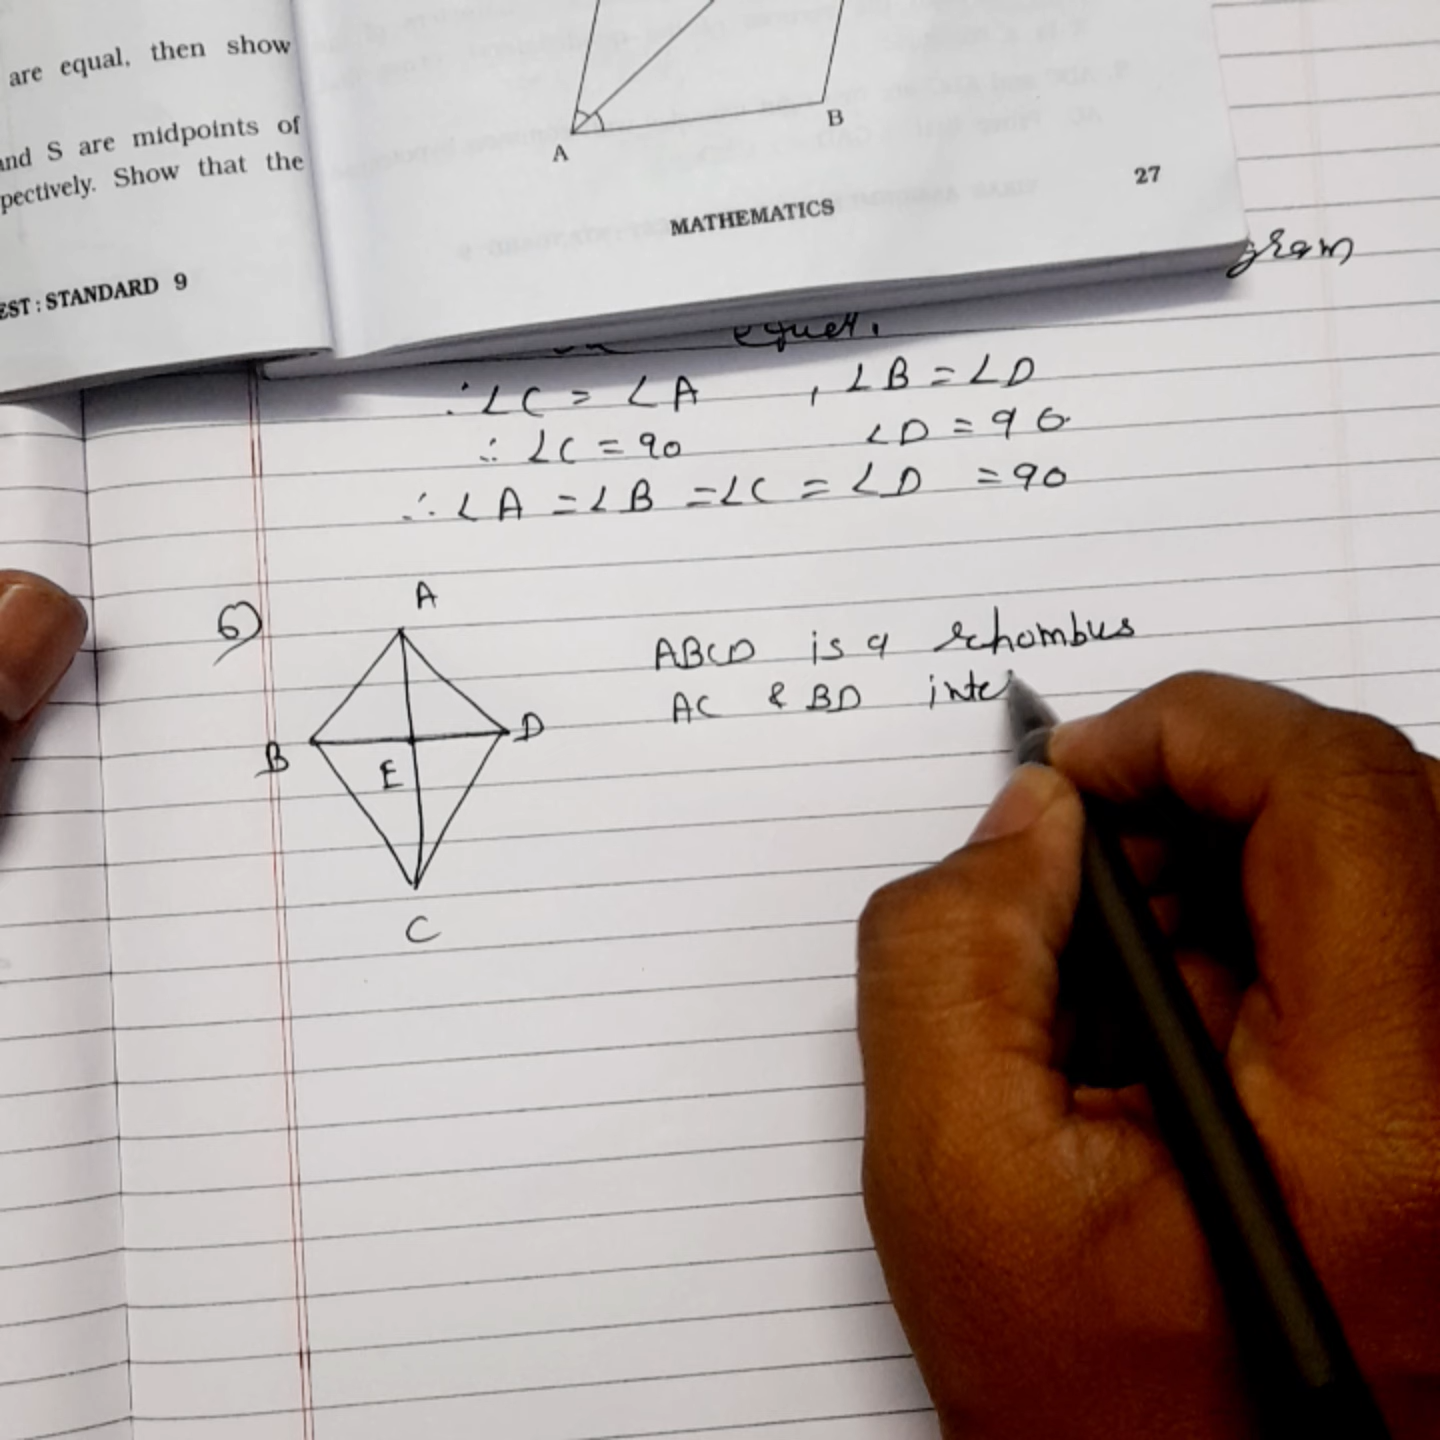 are equal, then show
and S are midpoints of
pectively. Show that the
EST : STANDARD 9
A
B
27
MATHEMATICS
gram
equal.
∴ ∠C = ∠A , ∠B = ∠D
∴ ∠C = 90 ∠D = 90
∴ ∠A = ∠B = ∠C = ∠D = 90
6)
A
B
D
E
C
ABCD is a rhombus
AC & BD inte